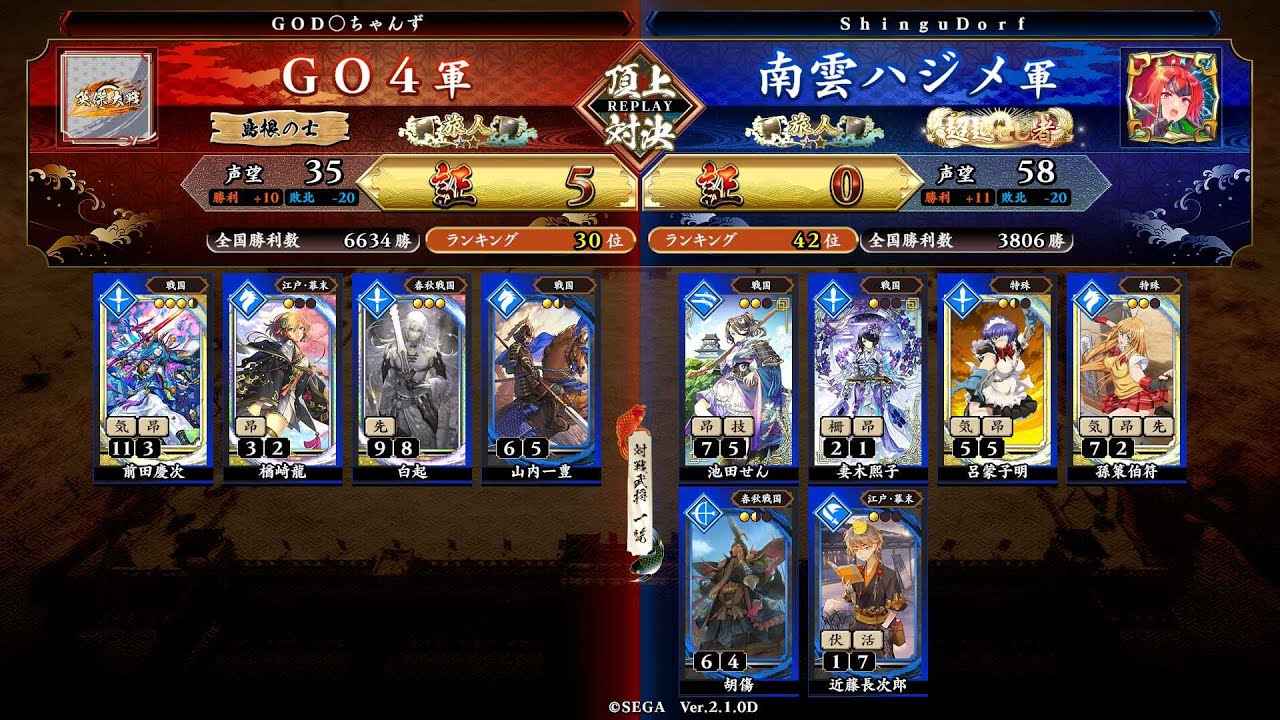 GOD〇ちゃんず
ShinguDorf
GO4軍
頂上
REPLAY
対決
南雲ハジメ軍
英傑大戦
島根の士
旅人
旅人
声望 35
勝利 +10 敗北 -20
証 5
証 0
声望 58
勝利 +11 敗北 -20
全国勝利数 6634勝
ランキング 30位
ランキング 42位
全国勝利数 3806勝
戦国
気 昂
11 3
前田慶次
江戸・幕末
昂
3 2
楢崎龍
春秋戦国
先
9 8
白起
戦国
6 5
山内一豊
対戦武将一覧
戦国
昂 技
7 5
池田せん
戦国
柵 昂
2 1
妻木煕子
特殊
気 昂
5 5
呂蒙子明
特殊
気 昂 先
7 2
孫策伯符
春秋戦国
6 4
胡傷
江戸・幕末
伏 活
1 7
近藤長次郎
©SEGA Ver.2.1.0D